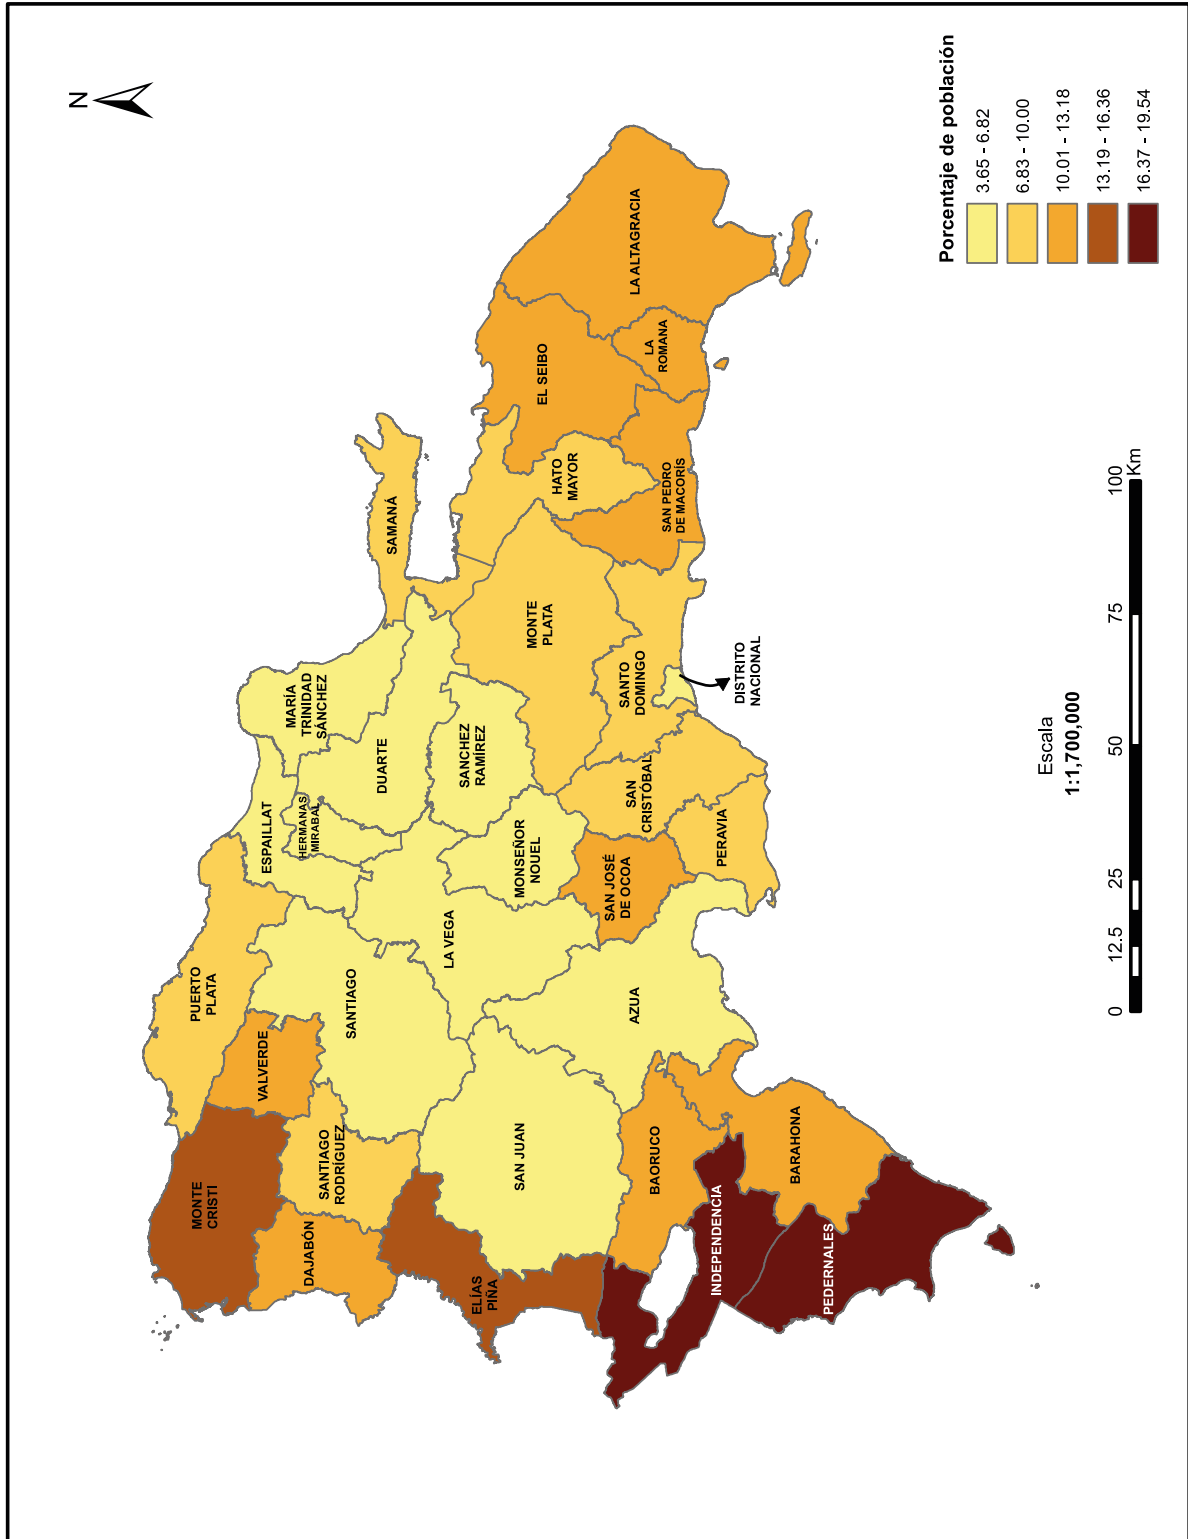 N
MONTE
CRISTI
PUERTO
PLATA
VALVERDE
DAJABÓN
SANTIAGO
RODRÍGUEZ
SANTIAGO
ESPAILLAT
HERMANAS
MIRABAL
MARÍA
TRINIDAD
SÁNCHEZ
DUARTE
SAMANÁ
ELÍAS
PIÑA
SAN JUAN
LA VEGA
SANCHEZ
RAMÍREZ
MONSEÑOR
NOUEL
MONTE
PLATA
HATO
MAYOR
EL SEIBO
LA ALTAGRACIA
LA
ROMANA
SAN PEDRO
DE MACORÍS
SANTO
DOMINGO
DISTRITO
NACIONAL
SAN
CRISTÓBAL
PERAVIA
SAN JOSÉ
DE OCOA
AZUA
BAORUCO
INDEPENDENCIA
BARAHONA
PEDERNALES
Porcentaje de población
3.65 - 6.82
6.83 - 10.00
10.01 - 13.18
13.19 - 16.36
16.37 - 19.54
Escala
1:1,700,000
0 12.5 25 50 75 100
Km